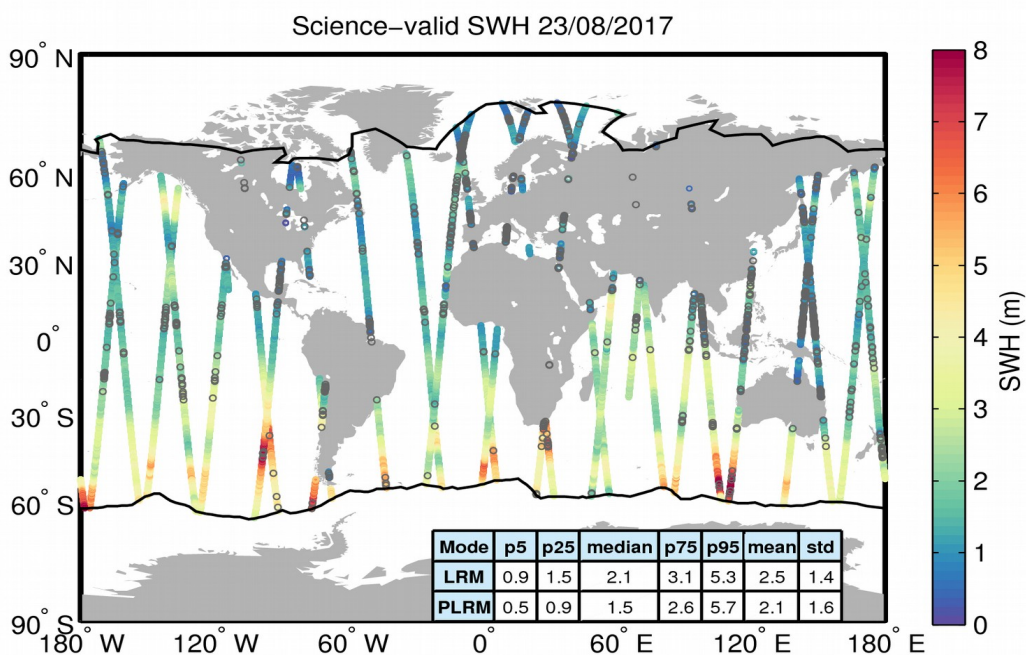 Science−valid SWH 23/08/2017
90° N
60° N
30° N
0°
30° S
60° S
90° S
180° W
120° W
60° W
0°
60° E
120° E
180° E
8
7
6
5
4
3
2
1
0
SWH (m)
Mode p5 p25 median p75 p95 mean std
LRM 0.9 1.5 2.1 3.1 5.3 2.5 1.4
PLRM 0.5 0.9 1.5 2.6 5.7 2.1 1.6